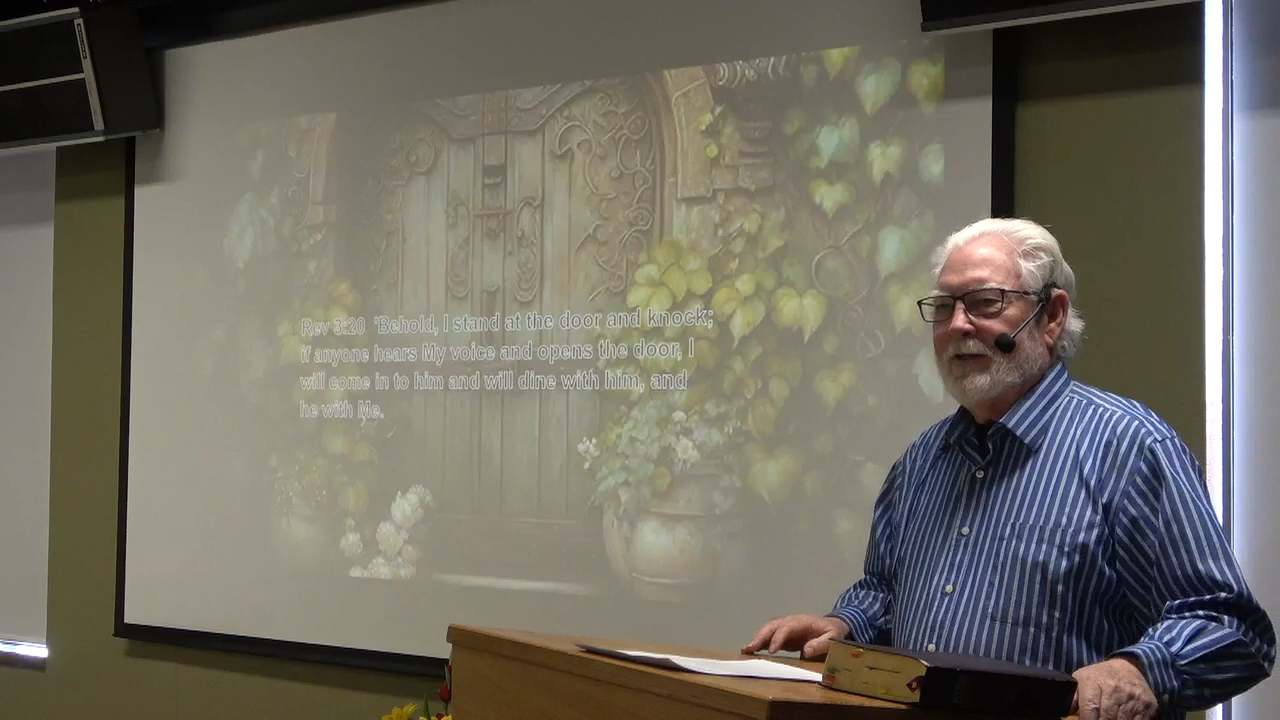 Rev 3:20 'Behold, I stand at the door and knock;
if anyone hears My voice and opens the door, I
will come in to him and will dine with him, and
he with Me.